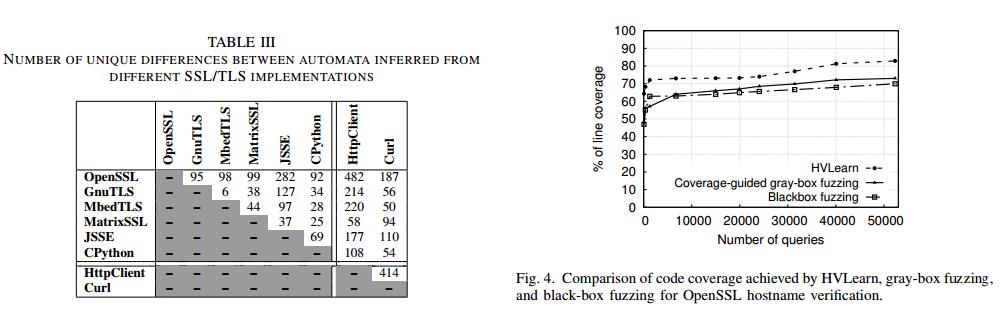 TABLE III
NUMBER OF UNIQUE DIFFERENCES BETWEEN AUTOMATA INFERRED FROM
DIFFERENT SSL/TLS IMPLEMENTATIONS
OpenSSL GnuTLS MbedTLS MatrixSSL JSSE CPython HttpClient Curl
OpenSSL – 95 98 99 282 92 482 187
GnuTLS – – 6 38 127 34 214 56
MbedTLS – – – 44 97 28 220 50
MatrixSSL – – – – 37 25 58 94
JSSE – – – – – 69 177 110
CPython – – – – – – 108 54
HttpClient – – – – – – – 414
Curl – – – – – – – –
% of line coverage
100
90
80
70
60
50
40
30
20
10
0
HVLearn
Coverage-guided gray-box fuzzing
Blackbox fuzzing
0 10000 20000 30000 40000 50000
Number of queries
Fig. 4. Comparison of code coverage achieved by HVLearn, gray-box fuzzing,
and black-box fuzzing for OpenSSL hostname verification.